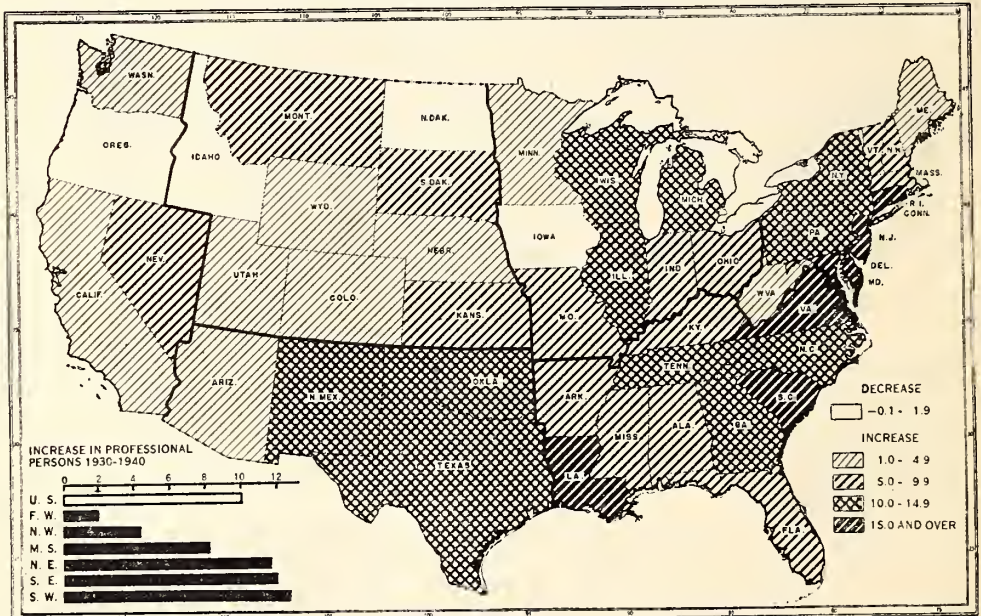 WASH.
MONT.
N.DAK.
MINN.
ME.
OREG.
IDAHO
S.DAK.
WIS.
MICH.
N.Y.
VT.
N.H.
MASS.
R.I.
CONN.
WYO.
IOWA
PA.
N.J.
NEV.
NEBR.
ILL.
IND.
OHIO
DEL.
MD.
UTAH
COLO.
W.VA.
VA.
CALIF.
KANS.
MO.
KY.
N.C.
TENN.
ARIZ.
N.MEX.
OKLA.
ARK.
S.C.
MISS.
ALA.
GA.
TEXAS
LA.
FLA.
DECREASE
-0.1 - 1.9
INCREASE
1.0 - 4.9
5.0 - 9.9
10.0 - 14.9
15.0 AND OVER
INCREASE IN PROFESSIONAL
PERSONS 1930-1940
0 2 4 6 8 10 12
U. S.
F. W.
N. W.
M. S.
N. E.
S. E.
S. W.